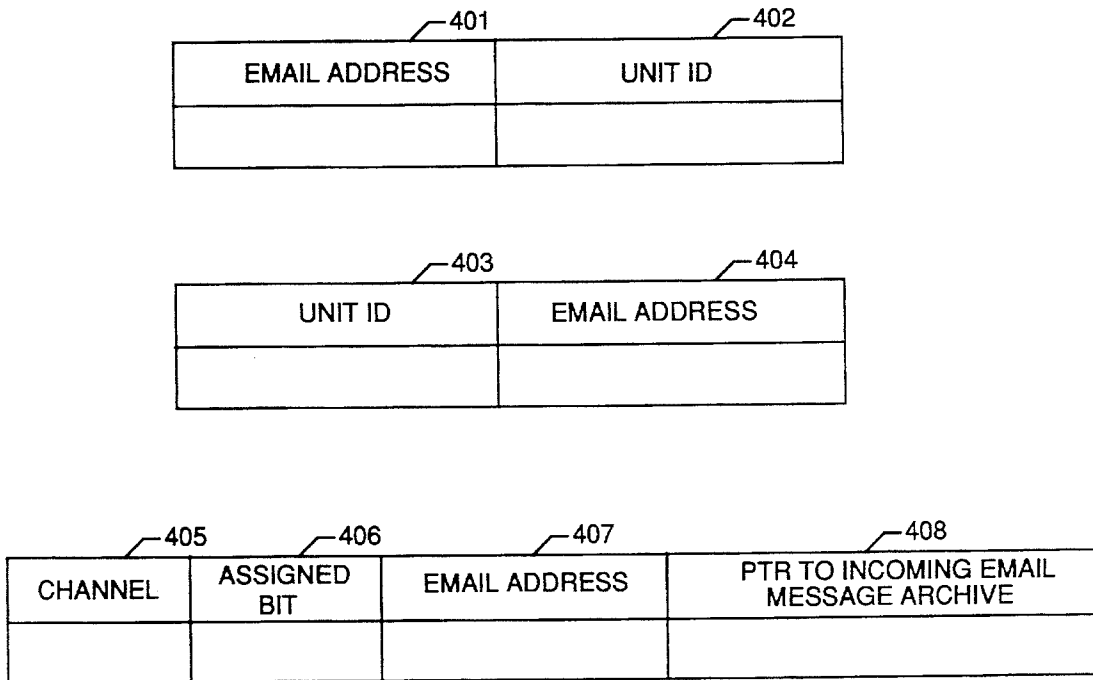 401 402
EMAIL ADDRESS UNIT ID
403 404
UNIT ID EMAIL ADDRESS
405 406 407 408
CHANNEL ASSIGNED BIT EMAIL ADDRESS PTR TO INCOMING EMAIL MESSAGE ARCHIVE